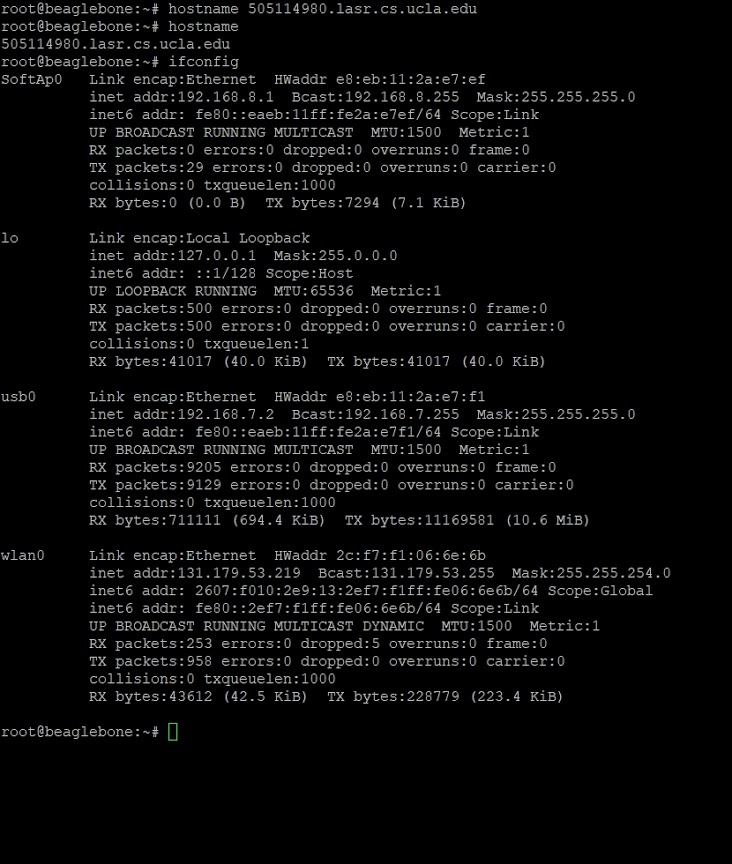 root@beaglebone:~# hostname 505114980.lasr.cs.ucla.edu
root@beaglebone:~# hostname
505114980.lasr.cs.ucla.edu
root@beaglebone:~# ifconfig
SoftAp0   Link encap:Ethernet  HWaddr e8:eb:11:2a:e7:ef
          inet addr:192.168.8.1  Bcast:192.168.8.255  Mask:255.255.255.0
          inet6 addr: fe80::eaeb:11ff:fe2a:e7ef/64 Scope:Link
          UP BROADCAST RUNNING MULTICAST  MTU:1500  Metric:1
          RX packets:0 errors:0 dropped:0 overruns:0 frame:0
          TX packets:29 errors:0 dropped:0 overruns:0 carrier:0
          collisions:0 txqueuelen:1000
          RX bytes:0 (0.0 B)  TX bytes:7294 (7.1 KiB)

lo        Link encap:Local Loopback
          inet addr:127.0.0.1  Mask:255.0.0.0
          inet6 addr: ::1/128 Scope:Host
          UP LOOPBACK RUNNING  MTU:65536  Metric:1
          RX packets:500 errors:0 dropped:0 overruns:0 frame:0
          TX packets:500 errors:0 dropped:0 overruns:0 carrier:0
          collisions:0 txqueuelen:1
          RX bytes:41017 (40.0 KiB)  TX bytes:41017 (40.0 KiB)

usb0      Link encap:Ethernet  HWaddr e8:eb:11:2a:e7:f1
          inet addr:192.168.7.2  Bcast:192.168.7.255  Mask:255.255.255.0
          inet6 addr: fe80::eaeb:11ff:fe2a:e7f1/64 Scope:Link
          UP BROADCAST RUNNING MULTICAST  MTU:1500  Metric:1
          RX packets:9205 errors:0 dropped:0 overruns:0 frame:0
          TX packets:9129 errors:0 dropped:0 overruns:0 carrier:0
          collisions:0 txqueuelen:1000
          RX bytes:711111 (694.4 KiB)  TX bytes:11169581 (10.6 MiB)

wlan0     Link encap:Ethernet  HWaddr 2c:f7:f1:06:6e:6b
          inet addr:131.179.53.219  Bcast:131.179.53.255  Mask:255.255.254.0
          inet6 addr: 2607:f010:2e9:13:2ef7:f1ff:fe06:6e6b/64 Scope:Global
          inet6 addr: fe80::2ef7:f1ff:fe06:6e6b/64 Scope:Link
          UP BROADCAST RUNNING MULTICAST DYNAMIC  MTU:1500  Metric:1
          RX packets:253 errors:0 dropped:5 overruns:0 frame:0
          TX packets:958 errors:0 dropped:0 overruns:0 carrier:0
          collisions:0 txqueuelen:1000
          RX bytes:43612 (42.5 KiB)  TX bytes:228779 (223.4 KiB)

root@beaglebone:~#